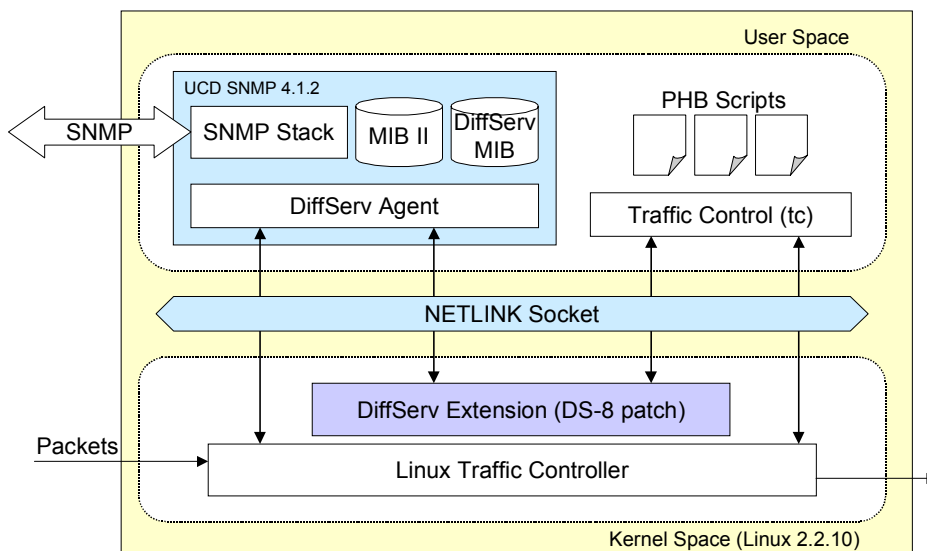 User Space
UCD SNMP 4.1.2
SNMP
SNMP Stack
MIB II
DiffServ
MIB
PHB Scripts
DiffServ Agent
Traffic Control (tc)
NETLINK Socket
DiffServ Extension (DS-8 patch)
Packets
Linux Traffic Controller
Kernel Space (Linux 2.2.10)